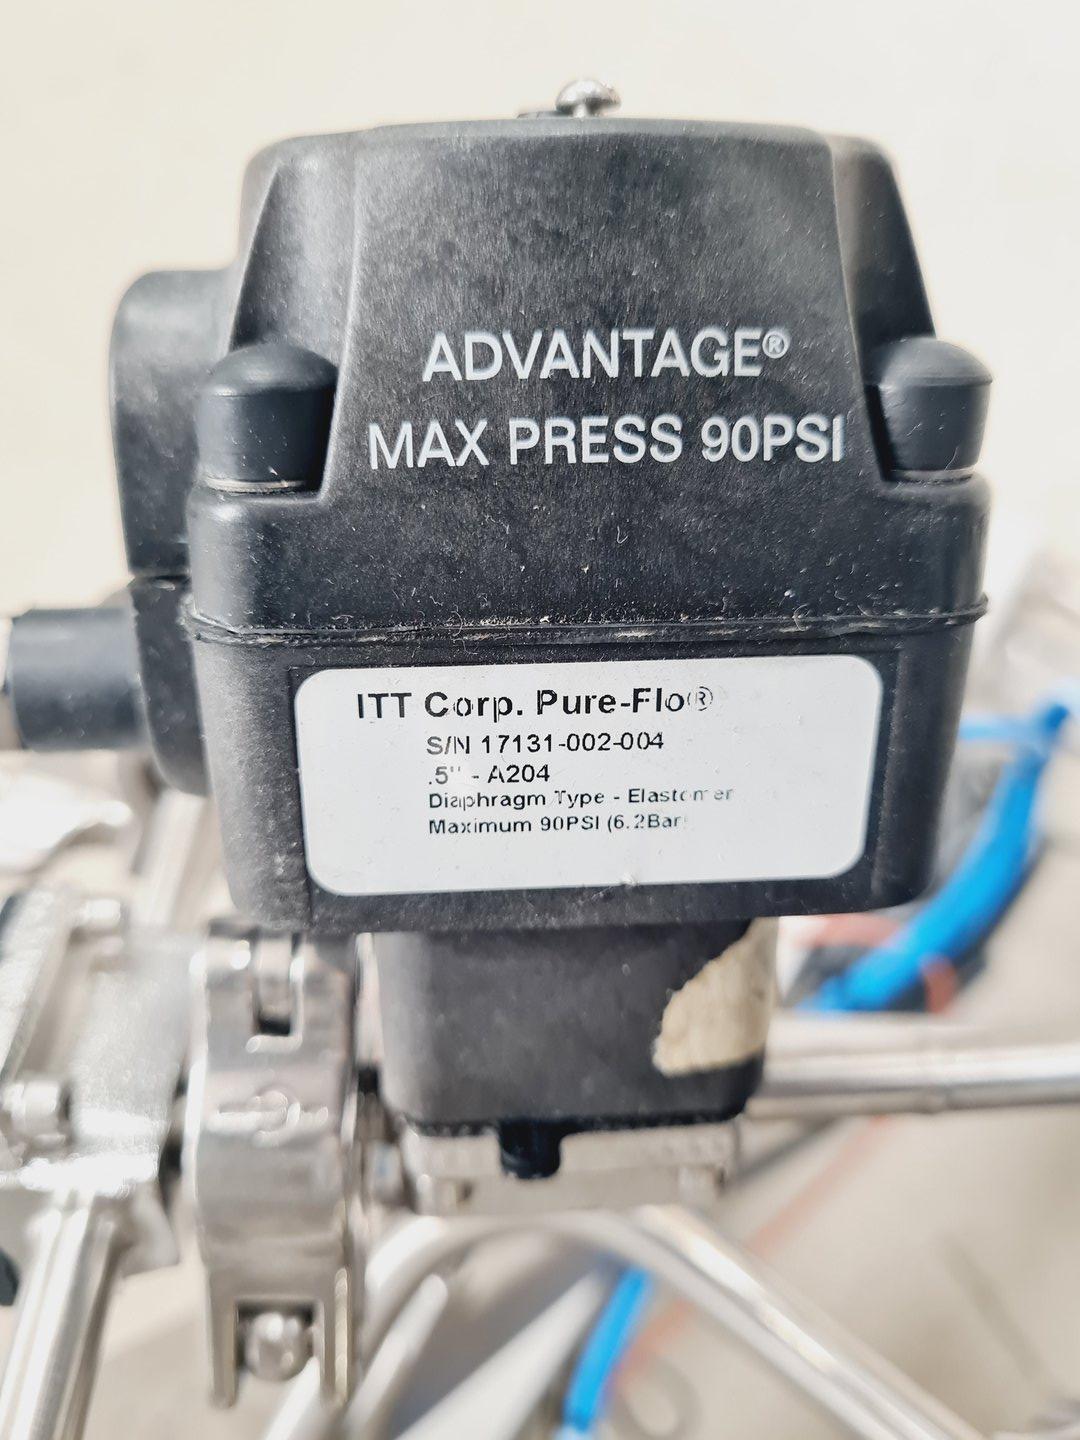 ADVANTAGE®
MAX PRESS 90PSI
ITT Corp. Pure-Flo®
S/N 17131-002-004
.5" - A204
Diaphragm Type - Elastomer
Maximum 90PSI (6.2Bar